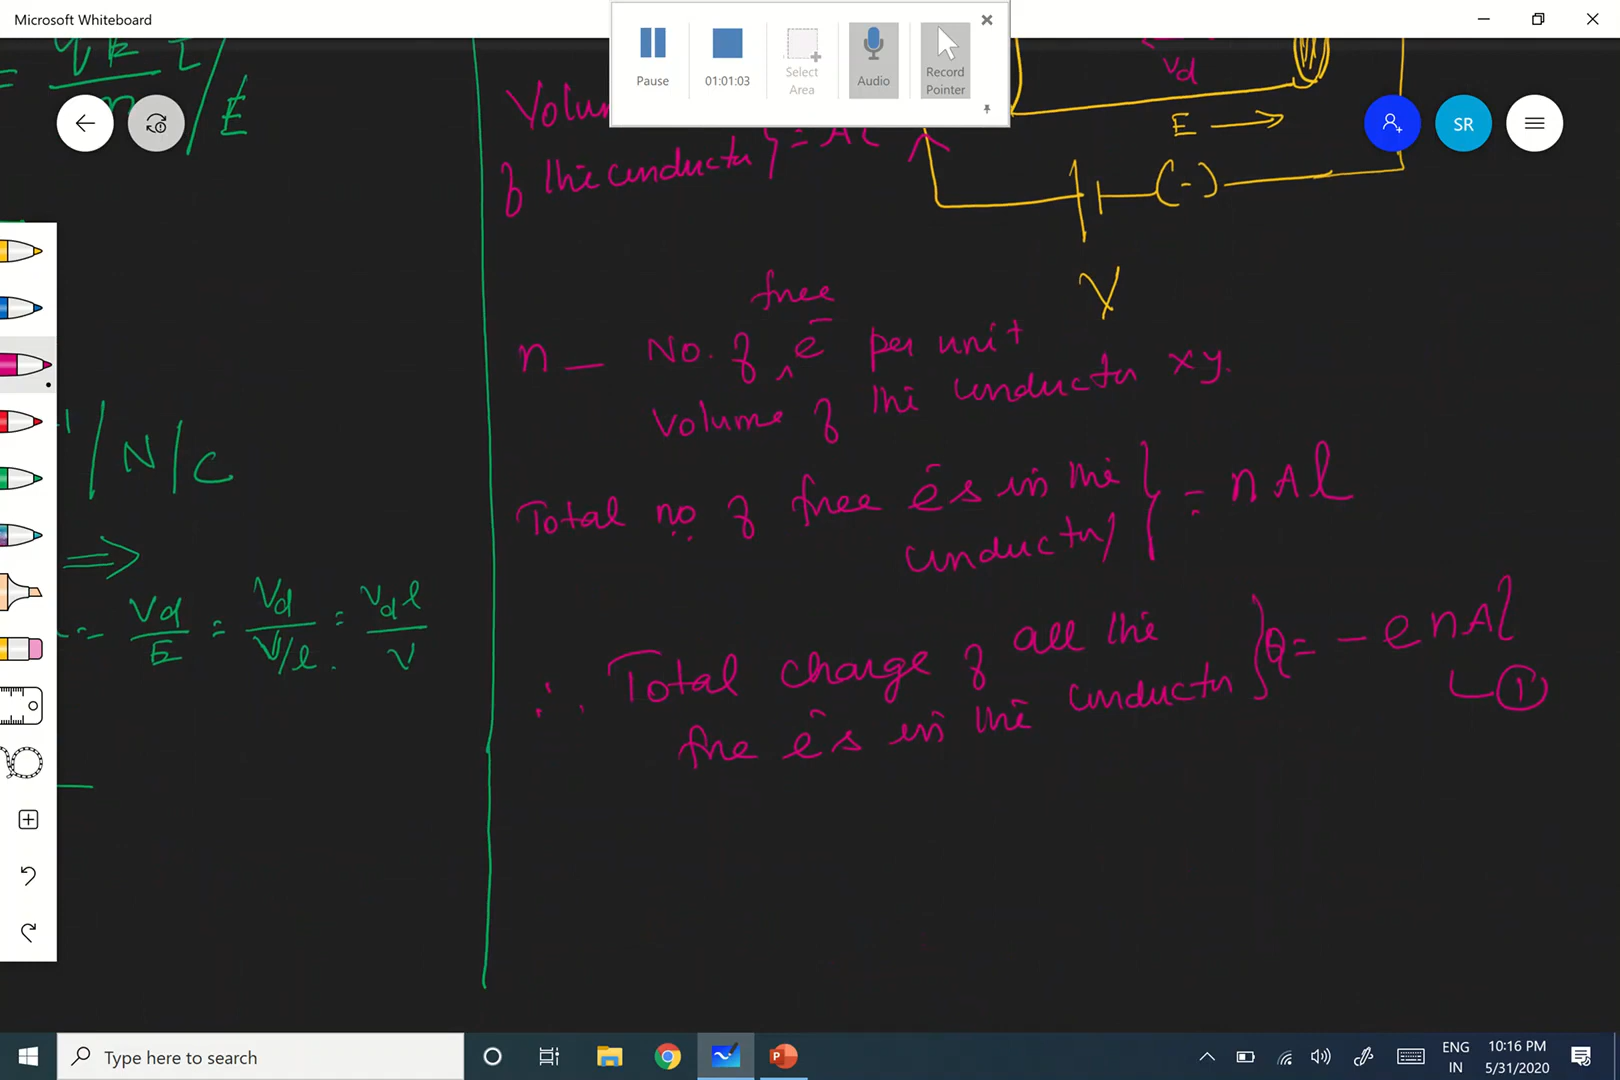 Microsoft Whiteboard
Pause
01:01:03
Select
Area
Audio
Record
Pointer
SR
E
N/C
⇒
Vd/E = Vd/V/l = Vd l/V
of the conductor } = Al
Vd
E →
(-)
V
free
n — No. of ^ e̅ per unit
volume of the conductor xy.
Total no of free e̅s in the
conductor } = nAl
∴ Total charge of all the
free e̅s in the conductor } Q = - enAl
①
Type here to search
ENG
IN
10:16 PM
5/31/2020